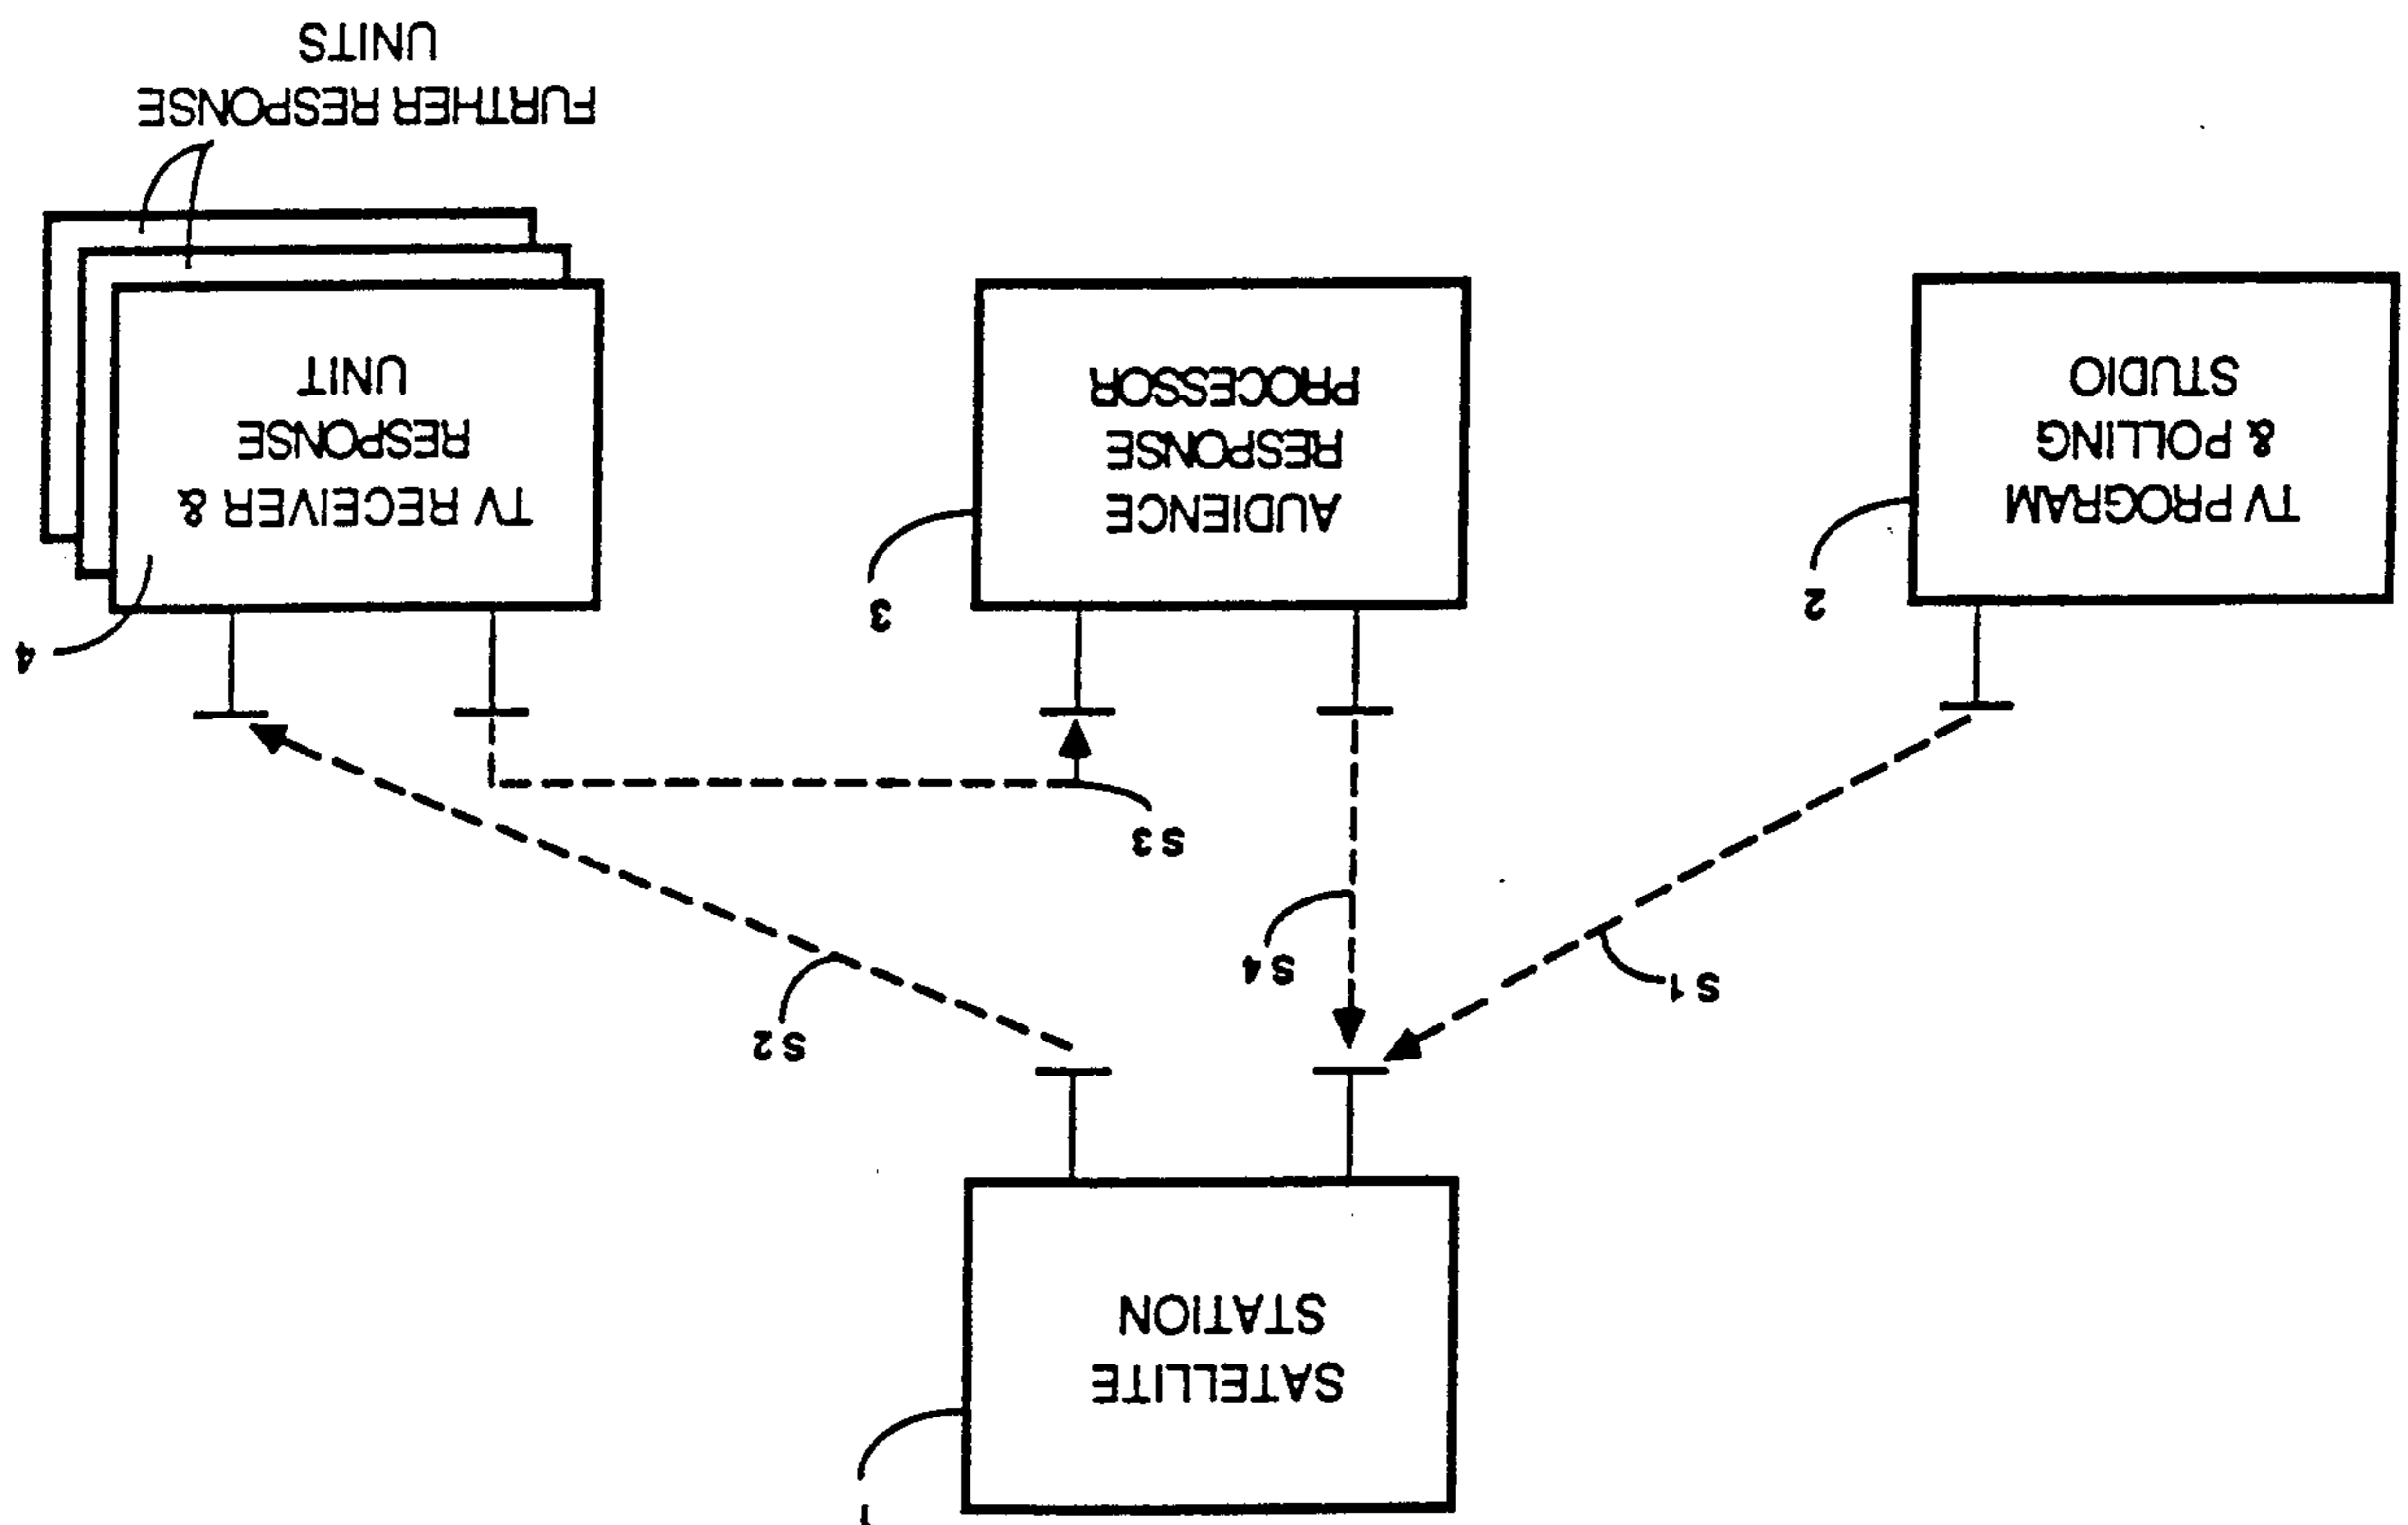 1
SATELLITE
STATION
S1
S4
S2
S3
2
TV PROGRAM
& POLLING
STUDIO
3
AUDIENCE
RESPONSE
PROCESSOR
4
TV RECEIVER &
RESPONSE
UNIT
FURTHER RESPONSE
UNITS